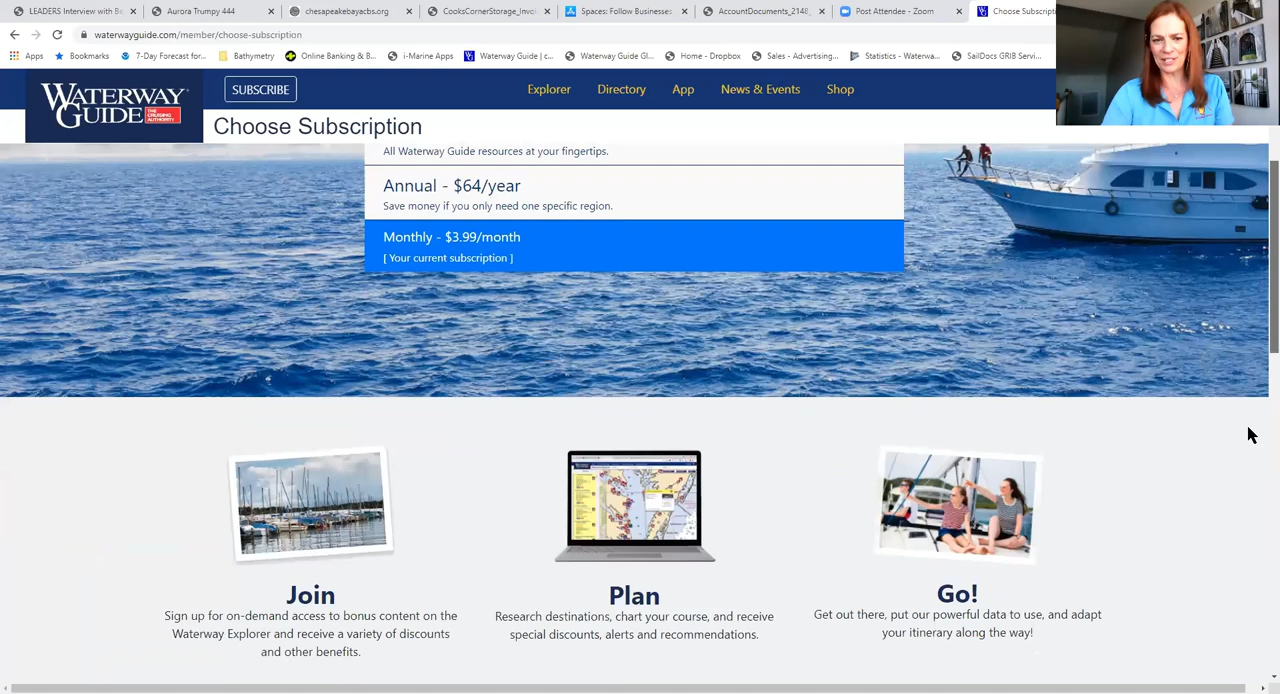 LEADERS Interview with Be
Aurora Trumpy 444
chesapeakebayacbs.org
CooksCornerStorage_Invoi
Spaces: Follow Businesses
AccountDocuments_2148_
Post Attendee - Zoom
Choose Subscripti
waterwayguide.com/member/choose-subscription
Apps
Bookmarks
7-Day Forecast for...
Bathymetry
Online Banking & B...
i-Marine Apps
Waterway Guide | c...
Waterway Guide Gl...
Home - Dropbox
Sales - Advertising...
Statistics - Waterwa...
SailDocs GRIB Servi...
WATERWAY GUIDE THE CRUISING AUTHORITY
SUBSCRIBE
Explorer
Directory
App
News & Events
Shop
Choose Subscription
All Waterway Guide resources at your fingertips.
Annual - $64/year
Save money if you only need one specific region.
Monthly - $3.99/month
[ Your current subscription ]
Join
Sign up for on-demand access to bonus content on the
Waterway Explorer and receive a variety of discounts
and other benefits.
Plan
Research destinations, chart your course, and receive
special discounts, alerts and recommendations.
Go!
Get out there, put our powerful data to use, and adapt
your itinerary along the way!